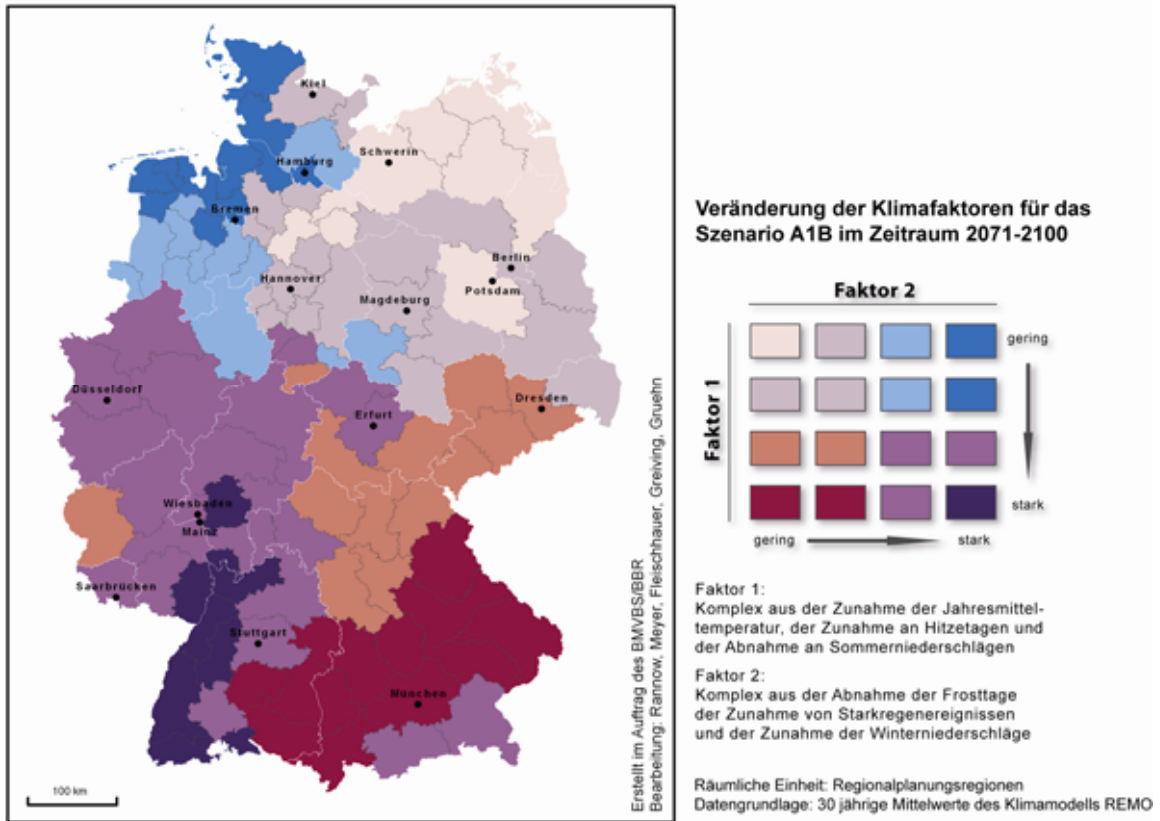 Kiel
Schwerin
Hamburg
Bremen
Berlin
Hannover
Potsdam
Magdeburg
Düsseldorf
Dresden
Erfurt
Wiesbaden
Mainz
Saarbrücken
Stuttgart
München
100 km
Erstellt im Auftrag des BMVBS/BBR
Bearbeitung: Rannow, Meyer, Fleischhauer, Greiving, Gruehn
Veränderung der Klimafaktoren für das
Szenario A1B im Zeitraum 2071-2100
Faktor 2
Faktor 1
gering
stark
gering
stark
Faktor 1:
Komplex aus der Zunahme der Jahresmittel-
temperatur, der Zunahme an Hitzetagen und
der Abnahme an Sommerniederschlägen
Faktor 2:
Komplex aus der Abnahme der Frosttage
der Zunahme von Starkregenereignissen
und der Zunahme der Winterniederschläge
Räumliche Einheit: Regionalplanungsregionen
Datengrundlage: 30 jährige Mittelwerte des Klimamodells REMO